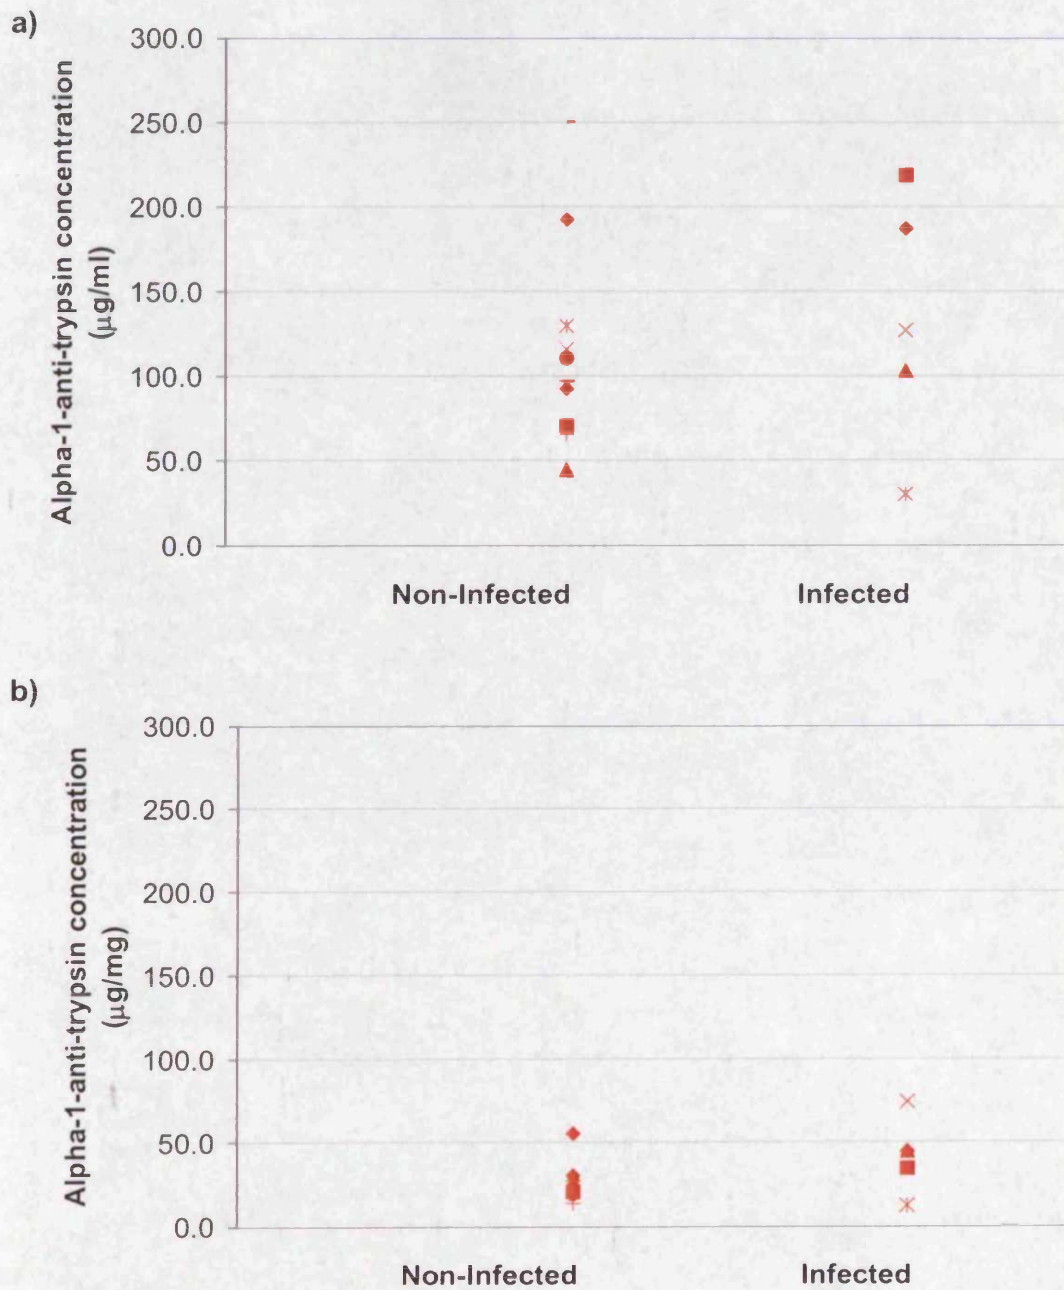 a)
300.0
250.0
200.0
150.0
100.0
50.0
0.0
Alpha-1-anti-trypsin concentration
(μg/ml)
Non-Infected Infected
b)
300.0
250.0
200.0
150.0
100.0
50.0
0.0
Alpha-1-anti-trypsin concentration
(μg/mg)
Non-Infected Infected